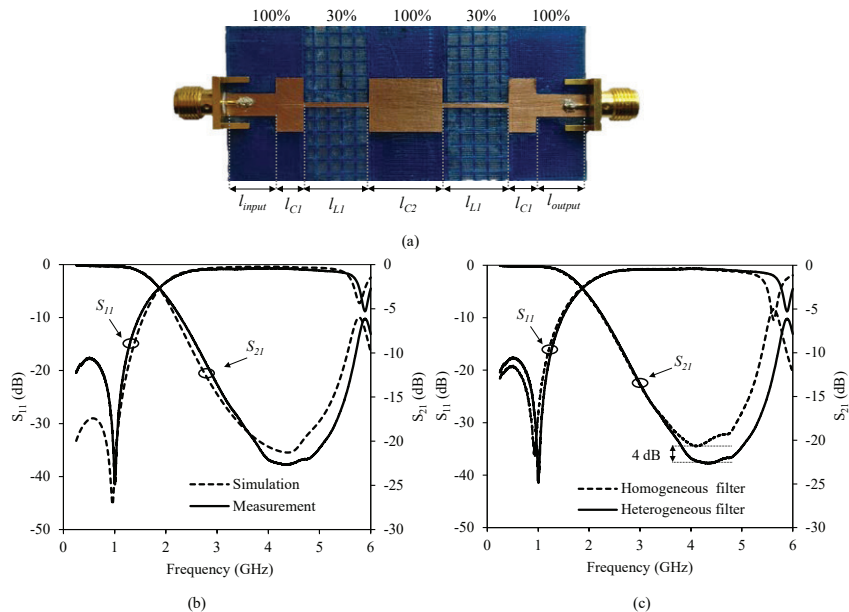 100% 30% 100% 30% 100%
l_input l_C1 l_L1 l_C2 l_L1 l_C1 l_output
(a)
0 -10 -20 -30 -40 -50
S11 (dB)
0 -5 -10 -15 -20 -25 -30
S21 (dB)
S11
S21
Simulation
Measurement
0 1 2 3 4 5 6
Frequency (GHz)
(b)
0 -10 -20 -30 -40 -50
S11 (dB)
0 -5 -10 -15 -20 -25 -30
S21 (dB)
S11
S21
4 dB
Homogeneous filter
Heterogeneous filter
0 1 2 3 4 5 6
Frequency (GHz)
(c)